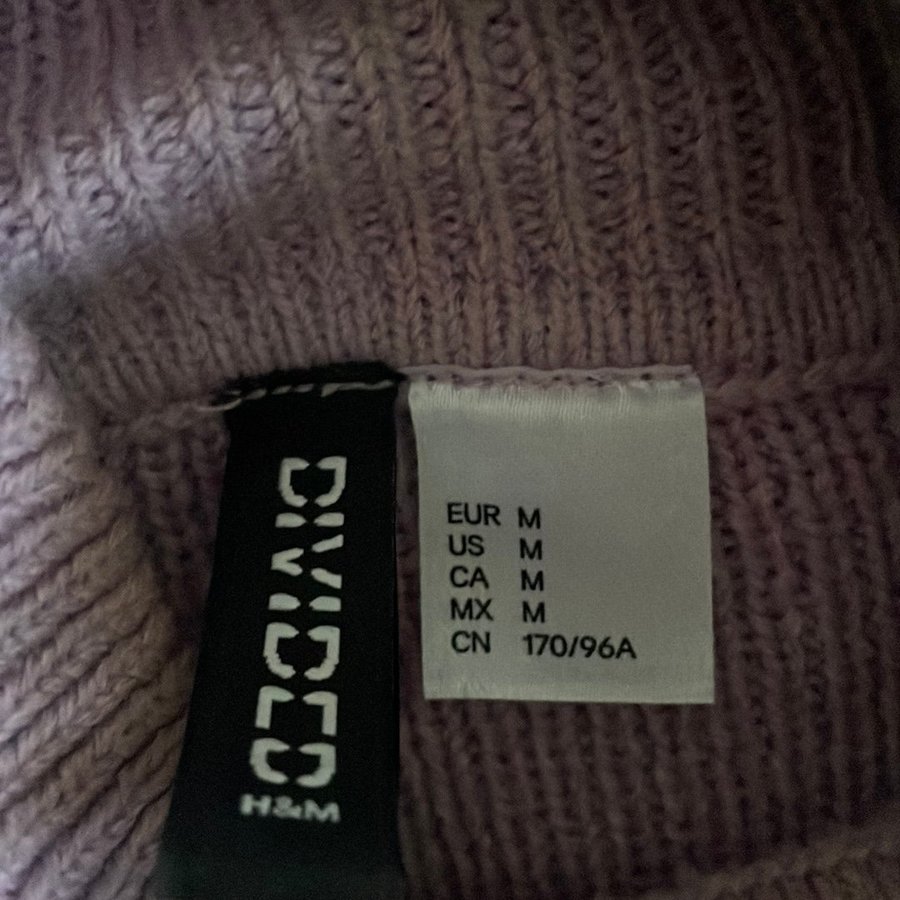 DIVIDED
H&M
EUR M
US M
CA M
MX M
CN 170/96A